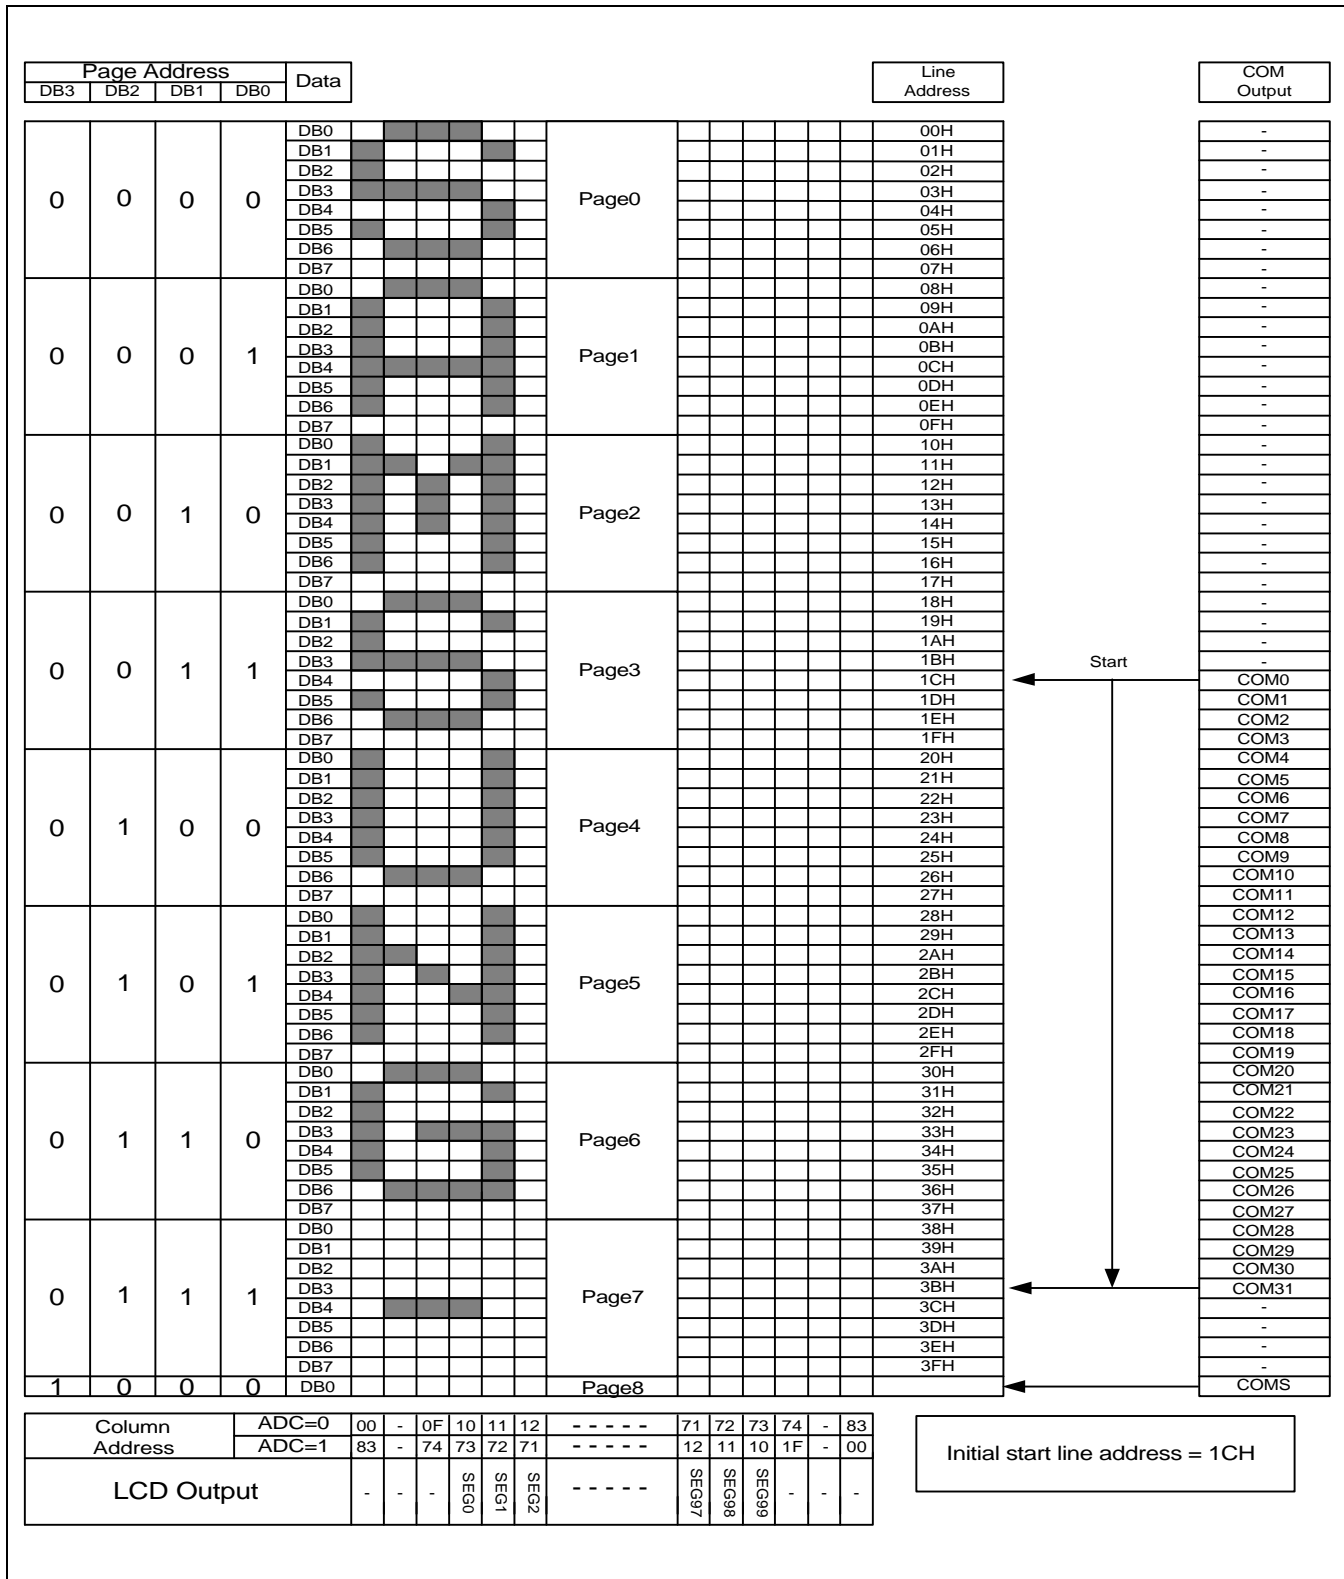 Page Address Data Line Address COM Output
DB3 DB2 DB1 DB0
0 0 0 0 Page0
DB0 00H -
DB1 01H -
DB2 02H -
DB3 03H -
DB4 04H -
DB5 05H -
DB6 06H -
DB7 07H -
0 0 0 1 Page1
DB0 08H -
DB1 09H -
DB2 0AH -
DB3 0BH -
DB4 0CH -
DB5 0DH -
DB6 0EH -
DB7 0FH -
0 0 1 0 Page2
DB0 10H -
DB1 11H -
DB2 12H -
DB3 13H -
DB4 14H -
DB5 15H -
DB6 16H -
DB7 17H -
0 0 1 1 Page3
DB0 18H -
DB1 19H -
DB2 1AH -
DB3 1BH -
Start
DB4 1CH COM0
DB5 1DH COM1
DB6 1EH COM2
DB7 1FH COM3
0 1 0 0 Page4
DB0 20H COM4
DB1 21H COM5
DB2 22H COM6
DB3 23H COM7
DB4 24H COM8
DB5 25H COM9
DB6 26H COM10
DB7 27H COM11
0 1 0 1 Page5
DB0 28H COM12
DB1 29H COM13
DB2 2AH COM14
DB3 2BH COM15
DB4 2CH COM16
DB5 2DH COM17
DB6 2EH COM18
DB7 2FH COM19
0 1 1 0 Page6
DB0 30H COM20
DB1 31H COM21
DB2 32H COM22
DB3 33H COM23
DB4 34H COM24
DB5 35H COM25
DB6 36H COM26
DB7 37H COM27
0 1 1 1 Page7
DB0 38H COM28
DB1 39H COM29
DB2 3AH COM30
DB3 3BH COM31
DB4 3CH -
DB5 3DH -
DB6 3EH -
DB7 3FH -
1 0 0 0 DB0 Page8 COMS
Column Address
ADC=0 00 - 0F 10 11 12 - - - - - 71 72 73 74 - 83
ADC=1 83 - 74 73 72 71 - - - - - 12 11 10 1F - 00
LCD Output - - - SEG0 SEG1 SEG2 - - - - - SEG97 SEG98 SEG99 - - -
Initial start line address = 1CH